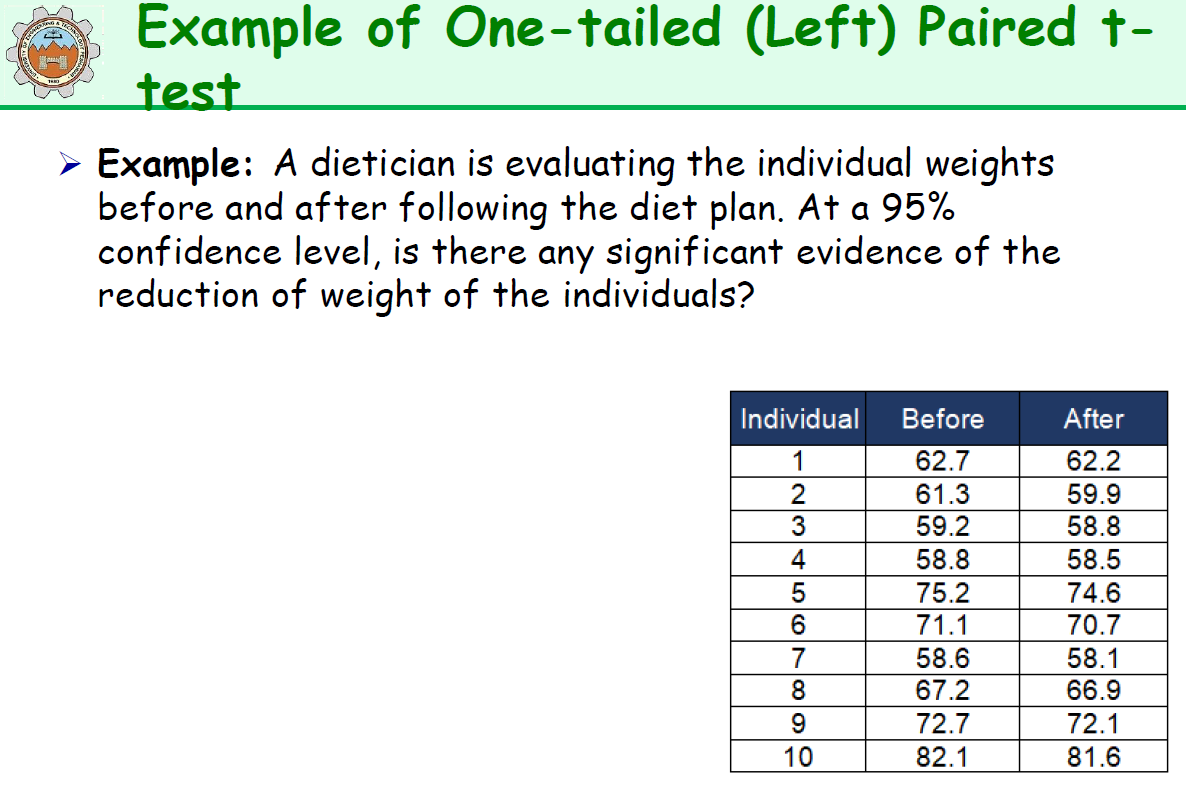 Example of One-tailed (Left) Paired t-
test
➢ Example: A dietician is evaluating the individual weights
before and after following the diet plan. At a 95%
confidence level, is there any significant evidence of the
reduction of weight of the individuals?
Individual Before After
1 62.7 62.2
2 61.3 59.9
3 59.2 58.8
4 58.8 58.5
5 75.2 74.6
6 71.1 70.7
7 58.6 58.1
8 67.2 66.9
9 72.7 72.1
10 82.1 81.6